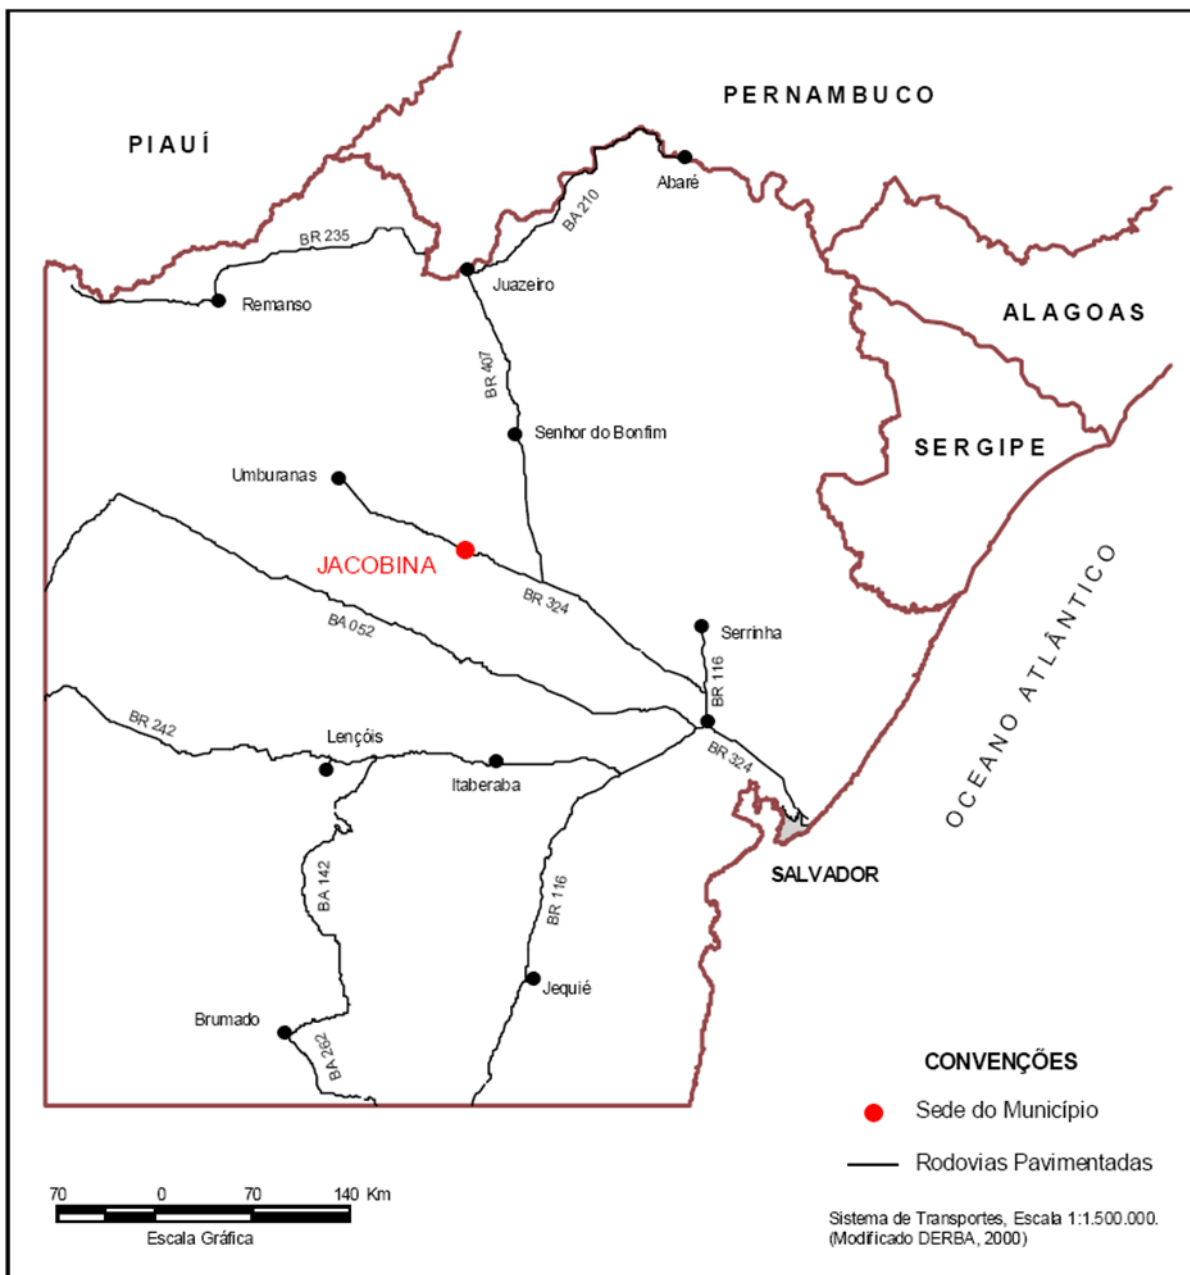 PERNAMBUCO
PIAUÍ
Abaré
BA 210
BR 235
Juazeiro
Remanso
ALAGOAS
BR 407
Senhor do Bonfim
SERGIPE
Umburanas
JACOBINA
BR 324
BA 052
Serrinha
BR 116
OCEANO ATLÂNTICO
BR 242
Lençóis
BR 324
Itaberaba
SALVADOR
BA 142
BR 116
Jequié
Brumado
BA 262
CONVENÇÕES
Sede do Município
Rodovias Pavimentadas
70 0 70 140 Km
Escala Gráfica
Sistema de Transportes, Escala 1:1.500.000.
(Modificado DERBA, 2000)